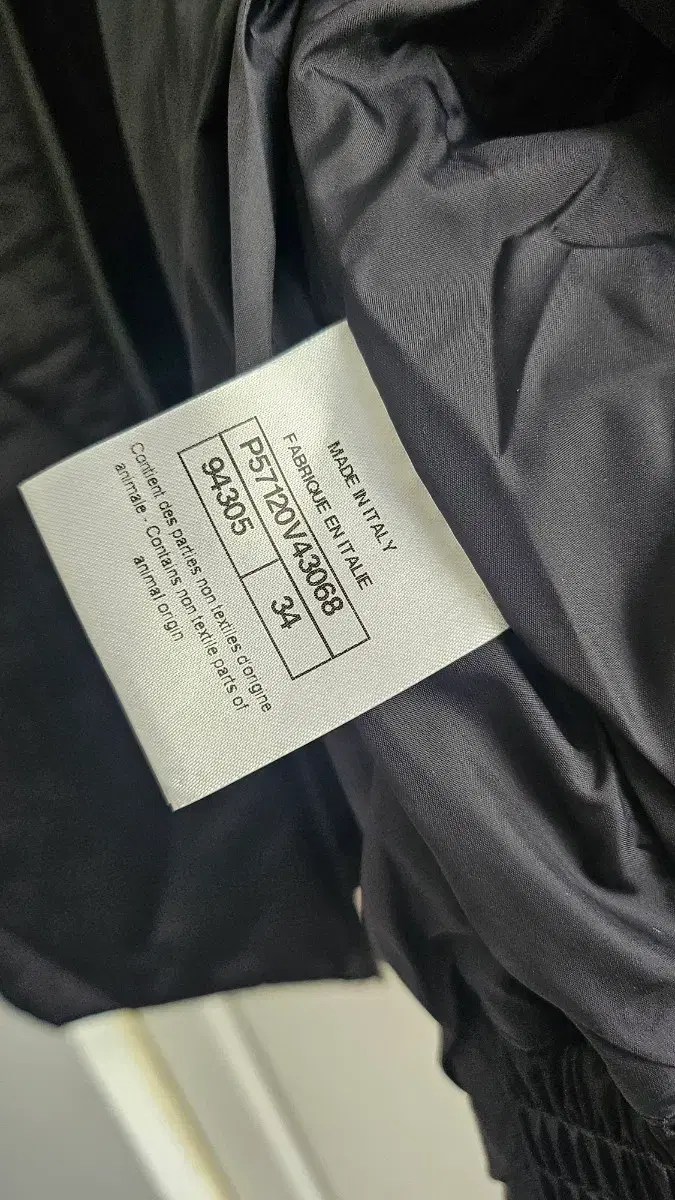 MADE IN ITALY
FABRIQUE EN ITALIE
P57120V43068
94305 34
Contient des parties non textiles d'origine
animale - Contains non textile parts of
animal origin